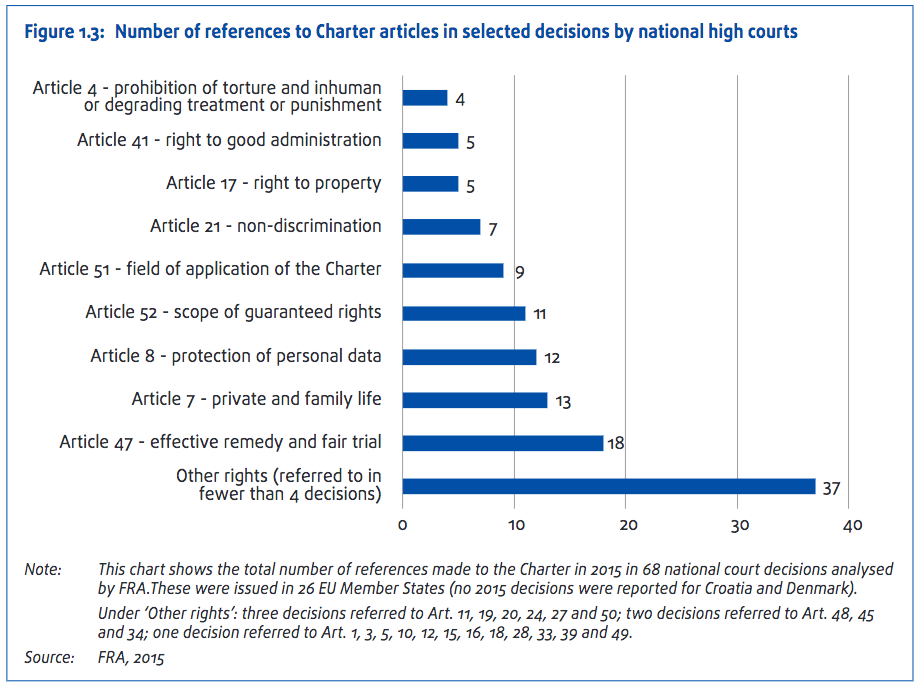 Figure 1.3: Number of references to Charter articles in selected decisions by national high courts
Article 4 - prohibition of torture and inhuman
or degrading treatment or punishment
4
Article 41 - right to good administration
5
Article 17 - right to property
5
Article 21 - non-discrimination
7
Article 51 - field of application of the Charter
9
Article 52 - scope of guaranteed rights
11
Article 8 - protection of personal data
12
Article 7 - private and family life
13
Article 47 - effective remedy and fair trial
18
Other rights (referred to in
fewer than 4 decisions)
37
0 10 20 30 40
Note: This chart shows the total number of references made to the Charter in 2015 in 68 national court decisions analysed
by FRA.These were issued in 26 EU Member States (no 2015 decisions were reported for Croatia and Denmark).
Under ‘Other rights’: three decisions referred to Art. 11, 19, 20, 24, 27 and 50; two decisions referred to Art. 48, 45
and 34; one decision referred to Art. 1, 3, 5, 10, 12, 15, 16, 18, 28, 33, 39 and 49.
Source: FRA, 2015